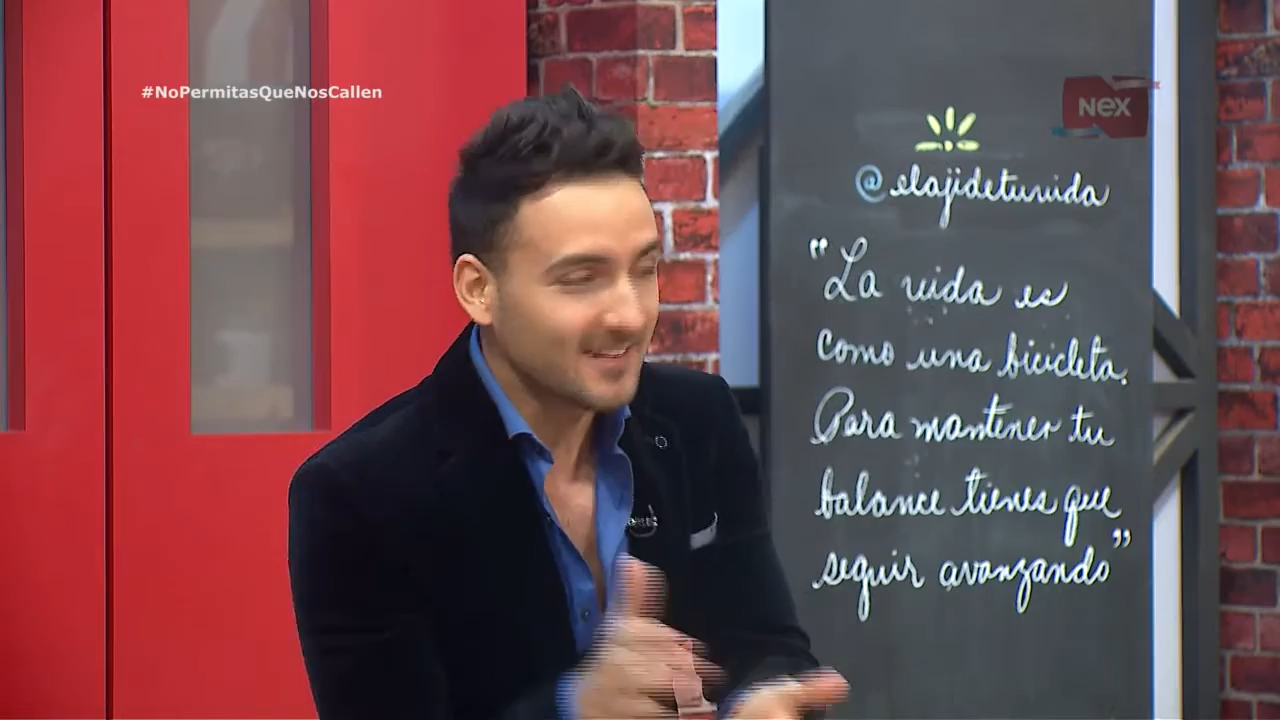 #NoPermitasQueNosCallen
NEX
@elajidetuvida
"La vida es
como una bicicleta.
Para mantener tu
balance tienes que
seguir avanzando"